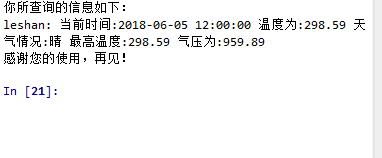 你所查询的信息如下：
leshan: 当前时间:2018-06-05 12:00:00 温度为:298.59 天
气情况:晴 最高温度:298.59 气压为:959.89
感谢您的使用，再见！
In [21]: